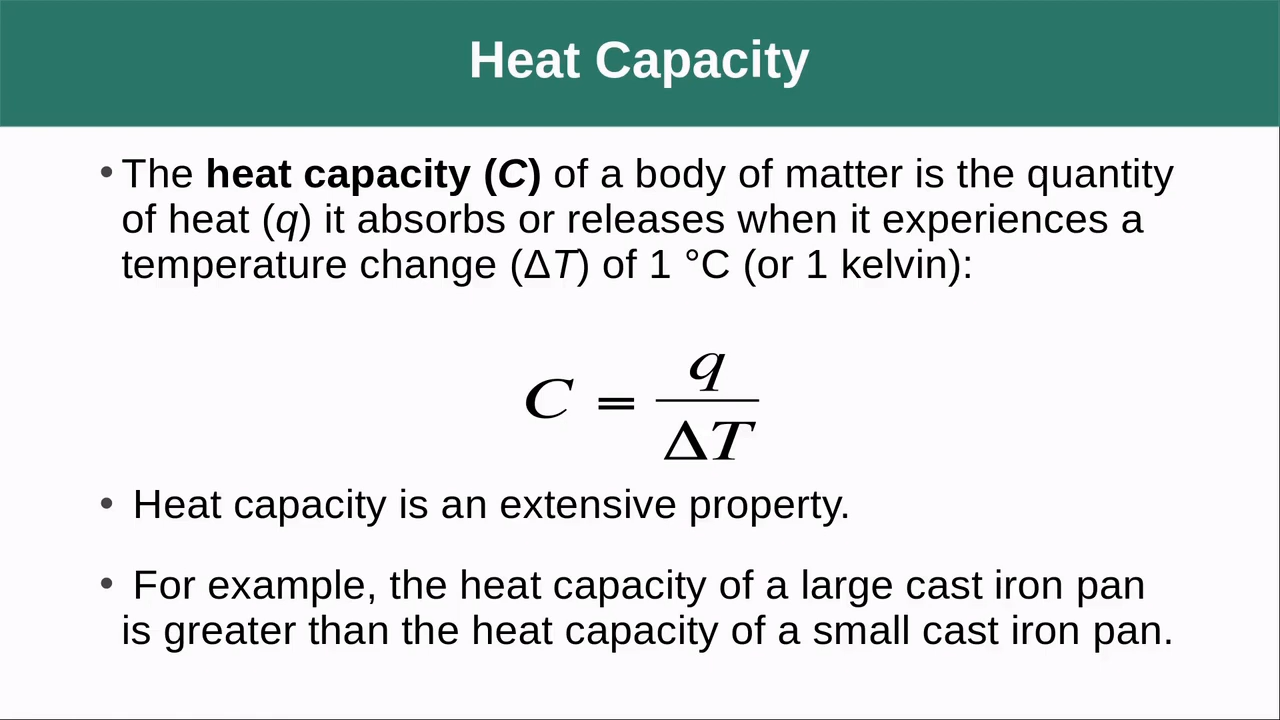 Heat Capacity
• The heat capacity (C) of a body of matter is the quantity
of heat (q) it absorbs or releases when it experiences a
temperature change (ΔT) of 1 °C (or 1 kelvin):
C = q / ΔT
• Heat capacity is an extensive property.
• For example, the heat capacity of a large cast iron pan
is greater than the heat capacity of a small cast iron pan.